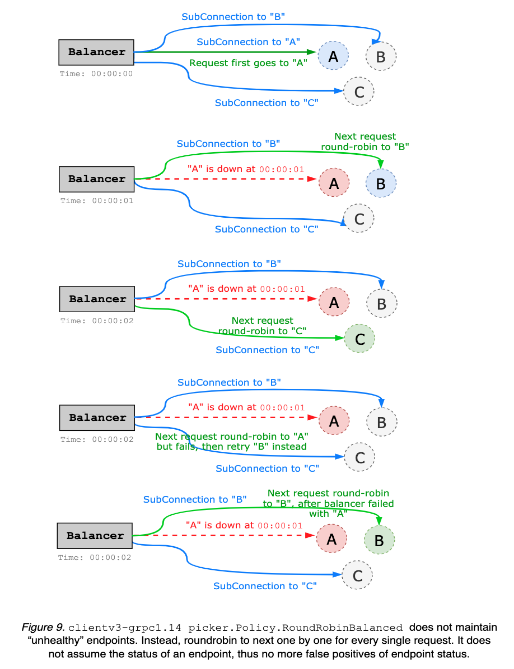 SubConnection to "B"
Balancer
SubConnection to "A"
A
B
Request first goes to "A"
Time: 00:00:00
C
SubConnection to "C"
Next request
round-robin to "B"
SubConnection to "B"
"A" is down at 00:00:01
Balancer
A
B
Time: 00:00:01
C
SubConnection to "C"
SubConnection to "B"
"A" is down at 00:00:01
Balancer
A
B
Time: 00:00:02
Next request
round-robin to "C"
C
SubConnection to "C"
SubConnection to "B"
"A" is down at 00:00:01
Balancer
A
B
Time: 00:00:02
Next request round-robin to "A"
but fails, then retry "B" instead
C
SubConnection to "C"
Next request round-robin
to "B", after balancer failed
with "A"
SubConnection to "B"
"A" is down at 00:00:01
Balancer
A
B
Time: 00:00:02
C
SubConnection to "C"
Figure 9. clientv3-grpc1.14 picker.Policy.RoundRobinBalanced does not maintain
"unhealthy" endpoints. Instead, roundrobin to next one by one for every single request. It
does not assume the status of an endpoint, thus no more false positives of endpoint status.